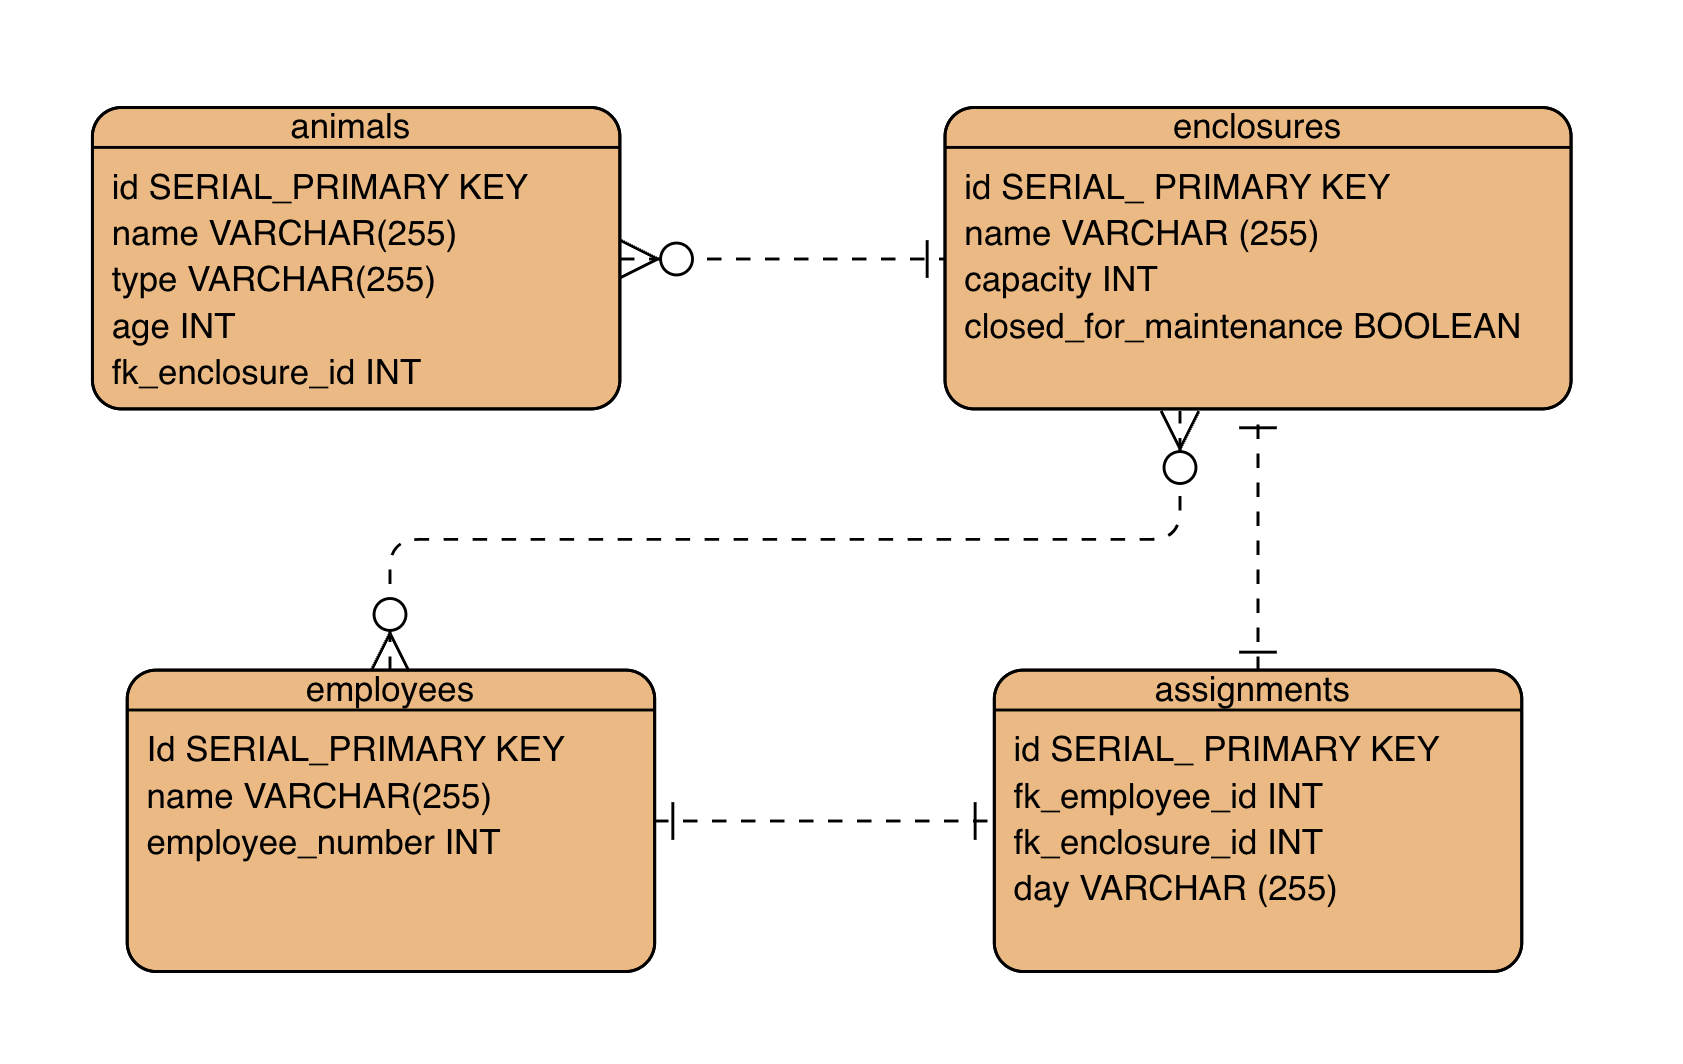 animals
id SERIAL_PRIMARY KEY
name VARCHAR(255)
type VARCHAR(255)
age INT
fk_enclosure_id INT
enclosures
id SERIAL_ PRIMARY KEY
name VARCHAR (255)
capacity INT
closed_for_maintenance BOOLEAN
employees
Id SERIAL_PRIMARY KEY
name VARCHAR(255)
employee_number INT
assignments
id SERIAL_ PRIMARY KEY
fk_employee_id INT
fk_enclosure_id INT
day VARCHAR (255)